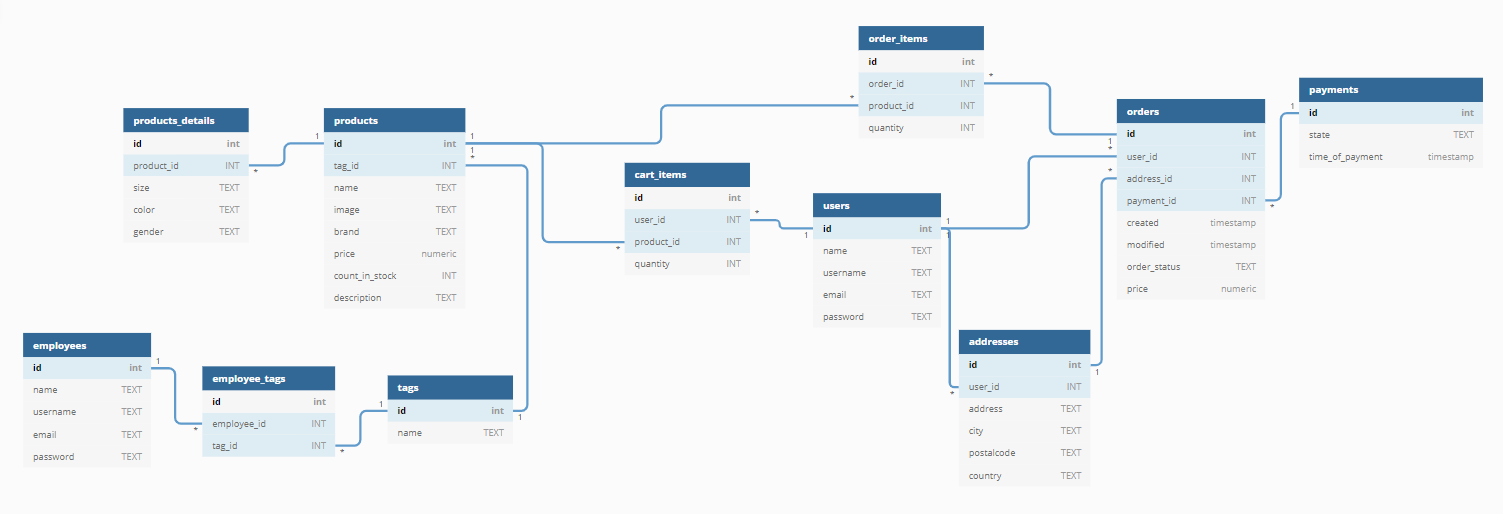 order_items
id int
order_id INT
product_id INT
quantity INT
payments
id int
state TEXT
time_of_payment timestamp
orders
id int
user_id INT
address_id INT
payment_id INT
created timestamp
modified timestamp
order_status TEXT
price numeric
products_details
id int
product_id INT
size TEXT
color TEXT
gender TEXT
products
id int
tag_id INT
name TEXT
image TEXT
brand TEXT
price numeric
count_in_stock INT
description TEXT
cart_items
id int
user_id INT
product_id INT
quantity INT
users
id int
name TEXT
username TEXT
email TEXT
password TEXT
addresses
id int
user_id INT
address TEXT
city TEXT
postalcode TEXT
country TEXT
employees
id int
name TEXT
username TEXT
email TEXT
password TEXT
employee_tags
id int
employee_id INT
tag_id INT
tags
id int
name TEXT
1
*
1
1
*
*
*
*
1
*
1
1
1
*
*
1
*
1
*
1
*
1
*
1